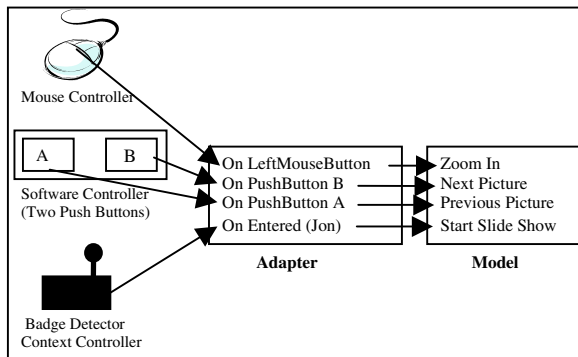 Mouse Controller
A
B
Software Controller
(Two Push Buttons)
Badge Detector
Context Controller
On LeftMouseButton
On PushButton B
On PushButton A
On Entered (Jon)
Adapter
Zoom In
Next Picture
Previous Picture
Start Slide Show
Model